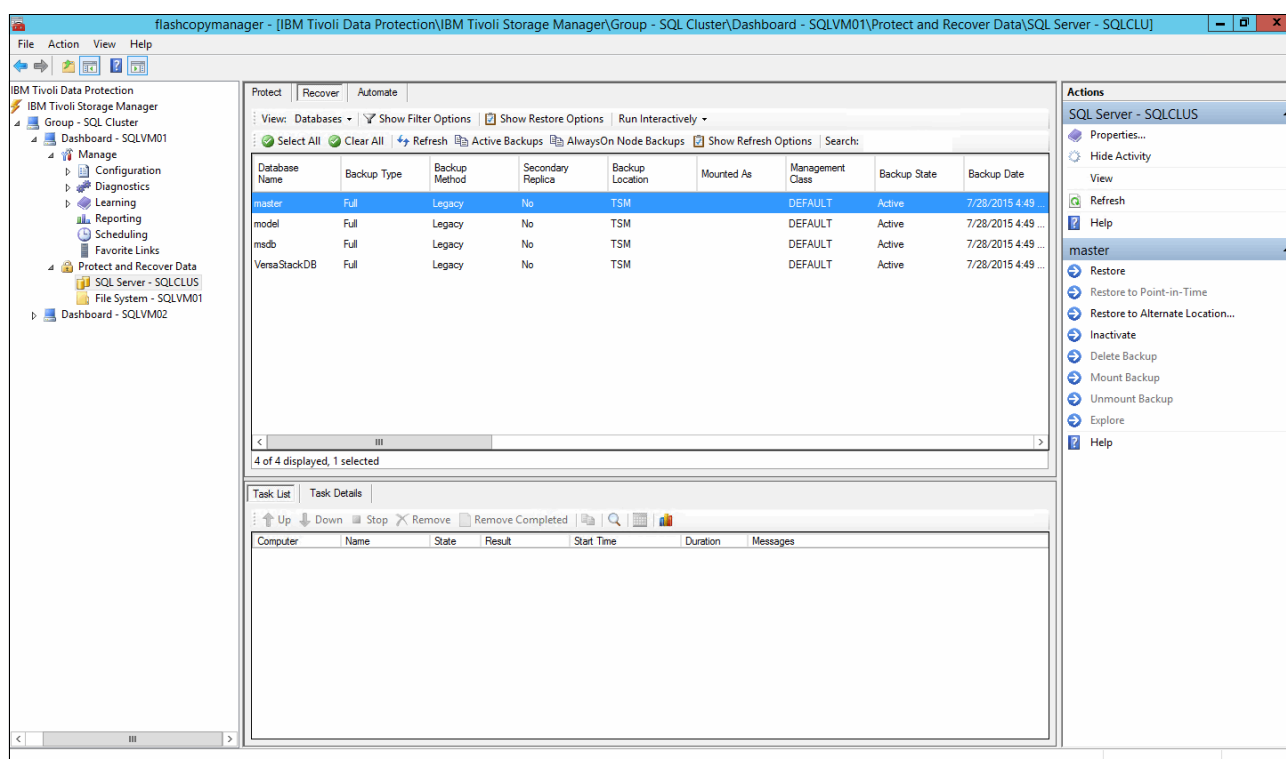 flashcopymanager - [IBM Tivoli Data Protection\IBM Tivoli Storage Manager\Group - SQL Cluster\Dashboard - SQLVM01\Protect and Recover Data\SQL Server - SQLCLU]
File Action View Help
IBM Tivoli Data Protection
IBM Tivoli Storage Manager
Group - SQL Cluster
Dashboard - SQLVM01
Manage
Configuration
Diagnostics
Learning
Reporting
Scheduling
Favorite Links
Protect and Recover Data
SQL Server - SQLCLUS
File System - SQLVM01
Dashboard - SQLVM02
Protect Recover Automate
View: Databases Show Filter Options Show Restore Options Run Interactively
Select All Clear All Refresh Active Backups AlwaysOn Node Backups Show Refresh Options Search:
Database Name Backup Type Backup Method Secondary Replica Backup Location Mounted As Management Class Backup State Backup Date
master Full Legacy No TSM DEFAULT Active 7/28/2015 4:49 ...
model Full Legacy No TSM DEFAULT Active 7/28/2015 4:49 ...
msdb Full Legacy No TSM DEFAULT Active 7/28/2015 4:49 ...
VersaStackDB Full Legacy No TSM DEFAULT Active 7/28/2015 4:49 ...
4 of 4 displayed, 1 selected
Task List Task Details
Up Down Stop Remove Remove Completed
Computer Name State Result Start Time Duration Messages
Actions
SQL Server - SQLCLUS
Properties...
Hide Activity
View
Refresh
Help
master
Restore
Restore to Point-in-Time
Restore to Alternate Location...
Inactivate
Delete Backup
Mount Backup
Unmount Backup
Explore
Help